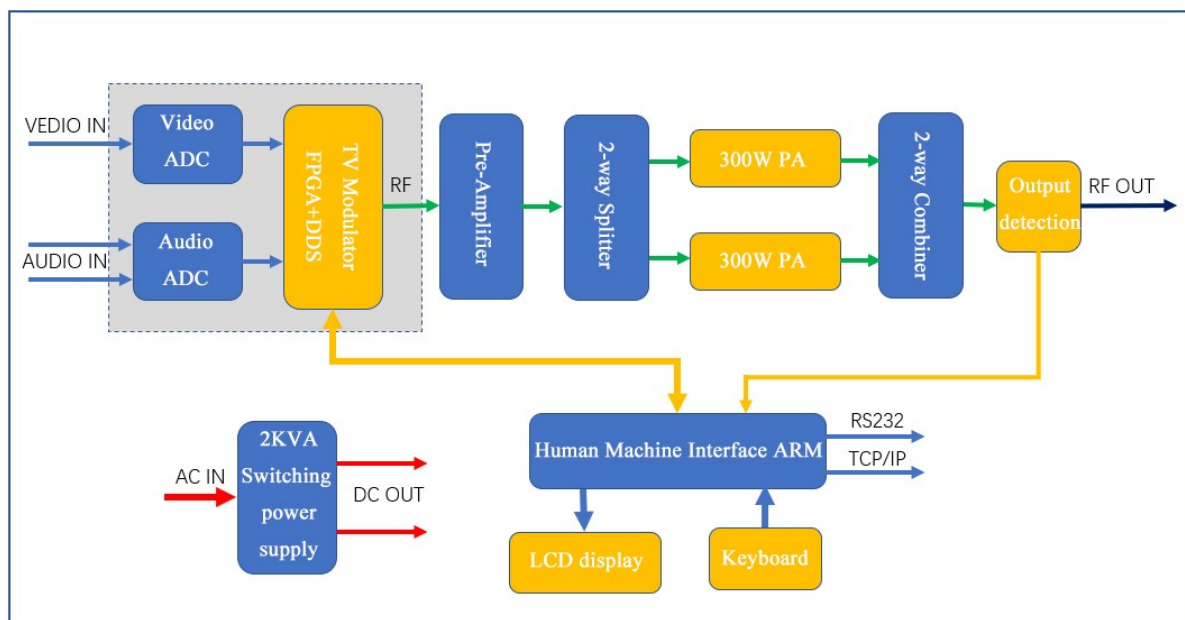 VEDIO IN
Video
ADC
AUDIO IN
Audio
ADC
TV Modulator
FPGA+DDS
RF
Pre-Amplifier
2-way Splitter
300W PA
300W PA
2-way Combiner
Output
detection
RF OUT
Human Machine Interface ARM
RS232
TCP/IP
LCD display
Keyboard
AC IN
2KVA
Switching
power
supply
DC OUT